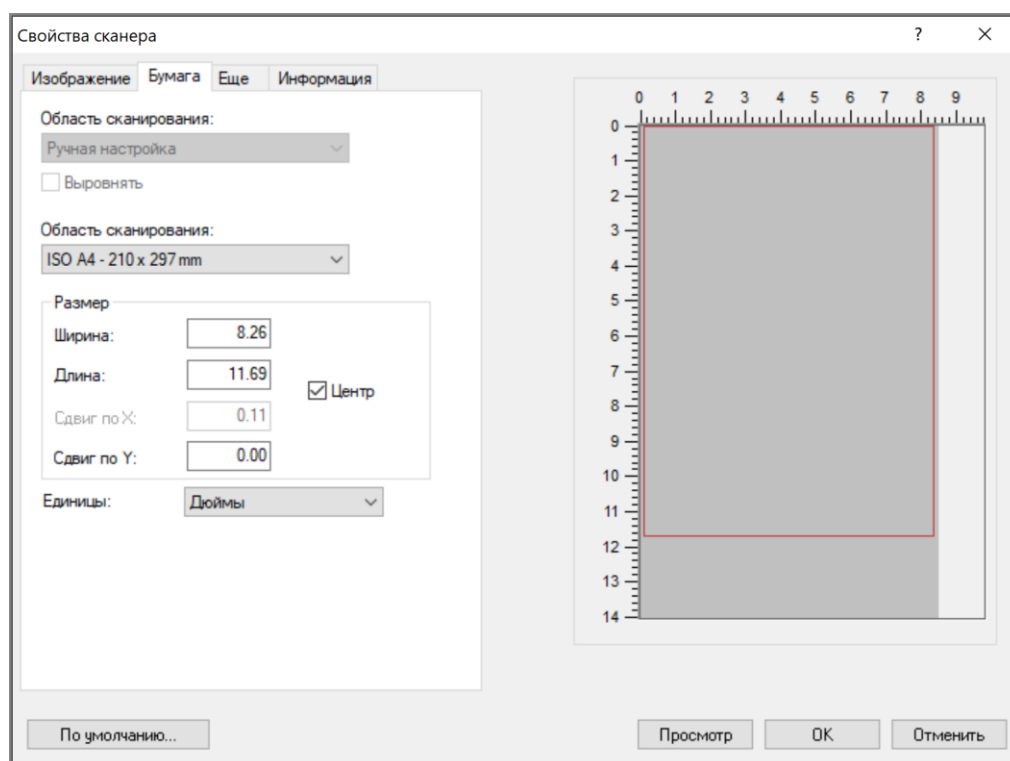 Свойства сканера ? ×
Изображение Бумага Еще Информация
Область сканирования:
Ручная настройка
Выровнять
Область сканирования:
ISO A4 - 210 x 297 mm
Размер
Ширина: 8.26
Длина: 11.69
Центр
Сдвиг по X: 0.11
Сдвиг по Y: 0.00
Единицы: Дюймы
0 1 2 3 4 5 6 7 8 9
0
1
2
3
4
5
6
7
8
9
10
11
12
13
14
По умолчанию... Просмотр OK Отменить